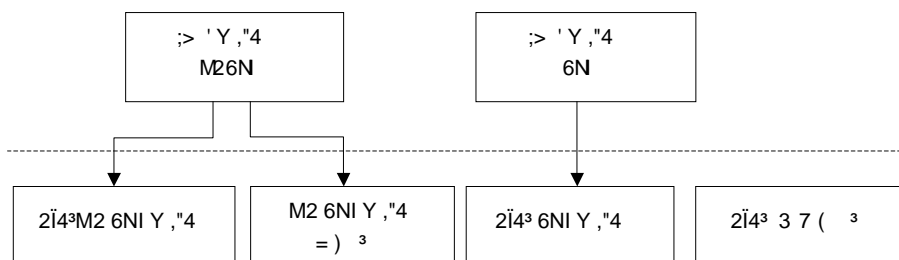 ;> ' Y ,"4
M26N
;> ' Y ,"4
6N
2Ï4³M2 6NI Y ,"4
M2 6NI Y ,"4
= ) ³
2Ï4³ 6NI Y ,"4
2Ï4³ 3 7 ( ³